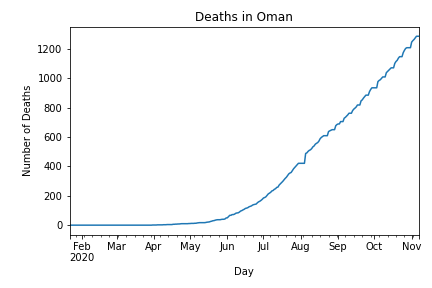 Deaths in Oman
Number of Deaths
1200
1000
800
600
400
200
0
Feb Mar Apr May Jun Jul Aug Sep Oct Nov
2020
Day